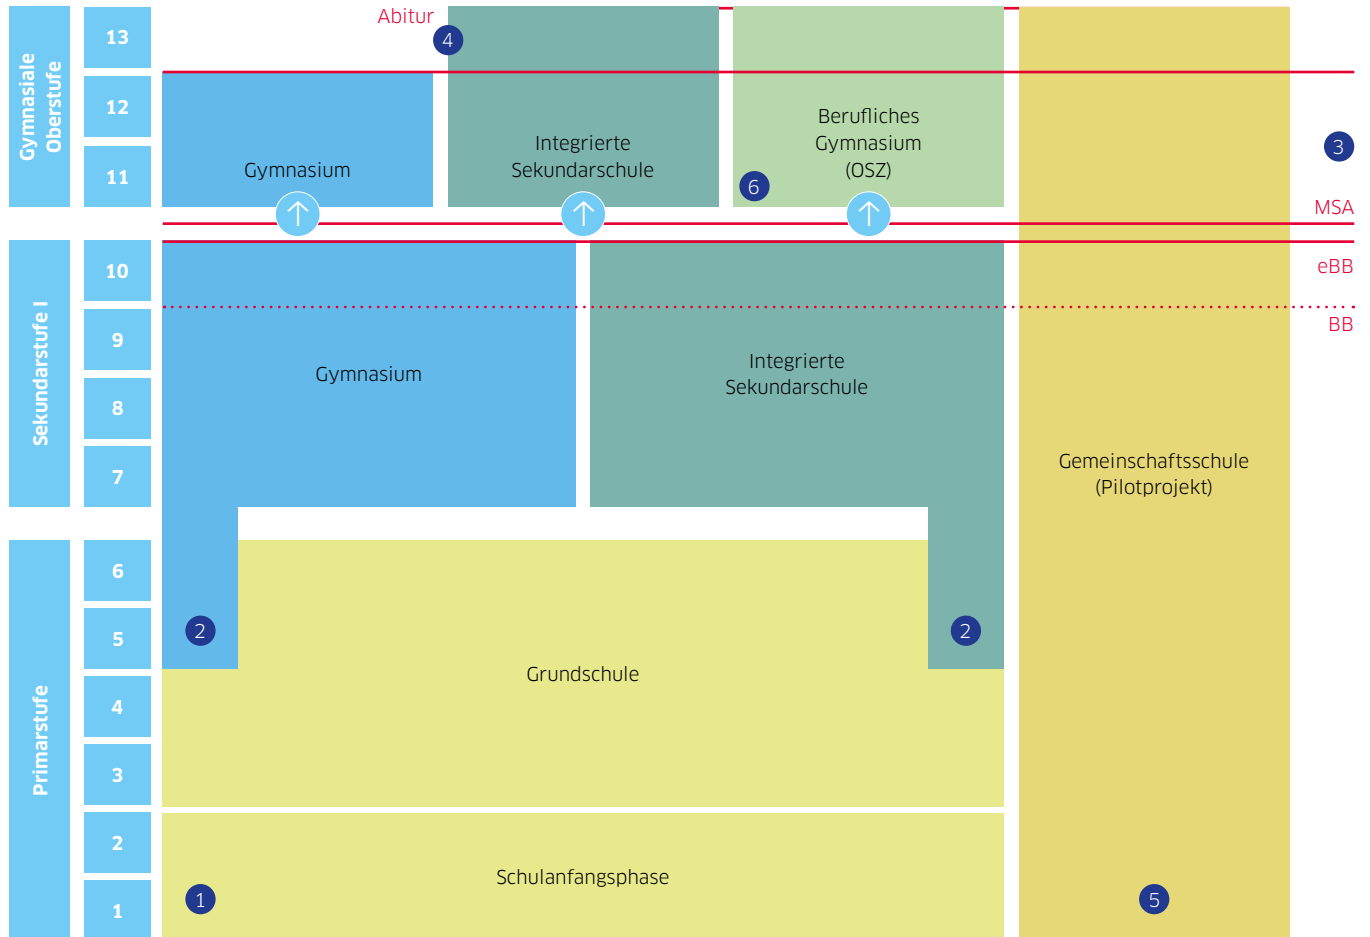 Gymnasiale
Oberstufe
13
12
11
Abitur
4
Gymnasium
Integrierte
Sekundarschule
Berufliches
Gymnasium
(OSZ)
6
3
MSA
Sekundarstufe I
10
9
8
7
eBB
BB
Gymnasium
Integrierte
Sekundarschule
Gemeinschaftsschule
(Pilotprojekt)
Primarstufe
6
5
4
3
2
1
2
2
Grundschule
Schulanfangsphase
1
5